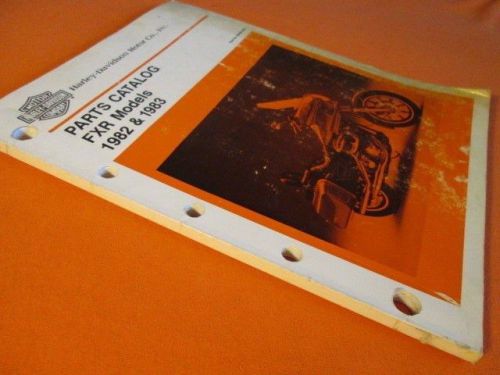 Harley-Davidson Motor Co., Inc.
PARTS CATALOG
FXR Models
1982 & 1983